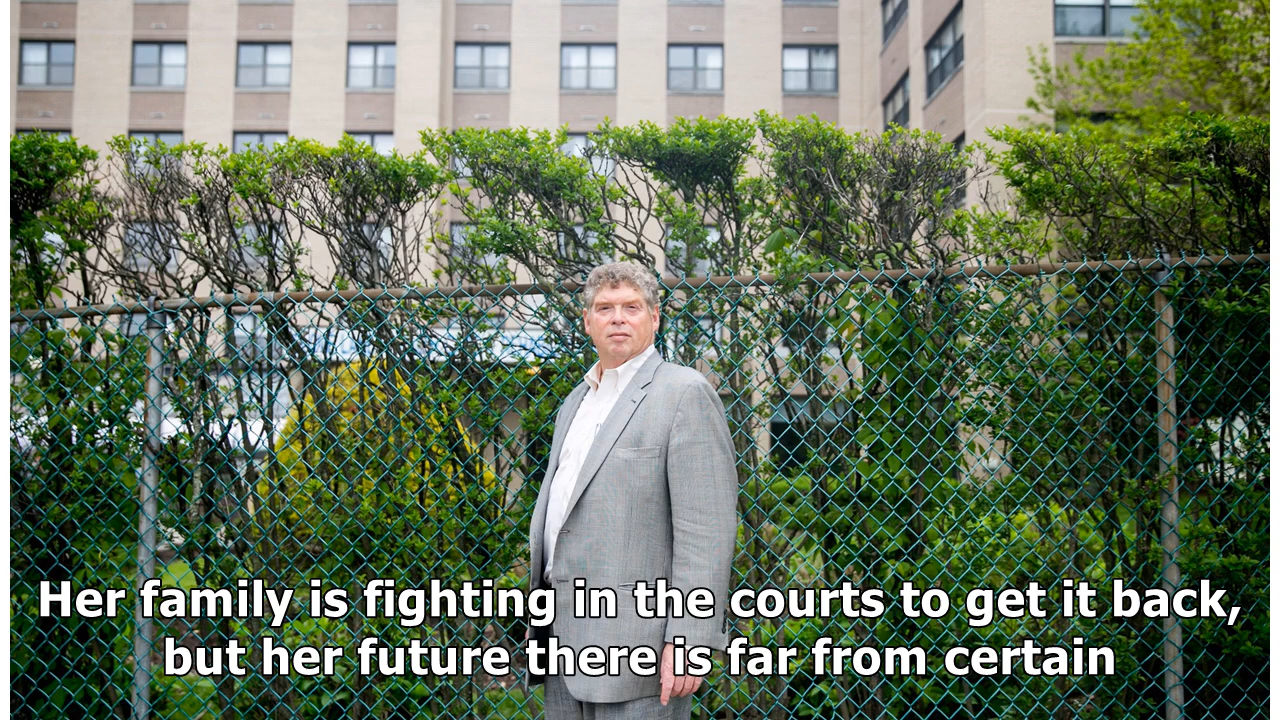 Her family is fighting in the courts to get it back,
but her future there is far from certain